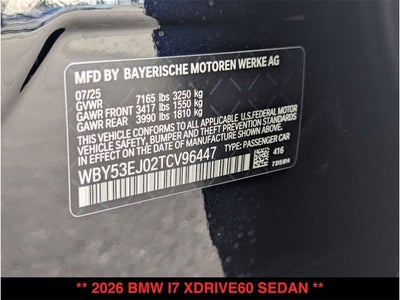 MFD BY BAYERISCHE MOTOREN WERKE AG
07/25
GVWR 7165 lbs 3250 kg
GAWR FRONT 3417 lbs 1550 kg
GAWR REAR 3990 lbs 1810 kg
THIS VEHICLE CONFORMS TO ALL APPLICABLE U.S. FEDERAL MOTOR
VEHICLE SAFETY, BUMPER, AND THEFT PREVENTION STANDARDS
IN EFFECT ON THE DATE OF MANUFACTURE SHOWN ABOVE.
WBY53EJ02TCV96447 TYPE: PASSENGER CAR
416
7315814
** 2026 BMW I7 XDRIVE60 SEDAN **